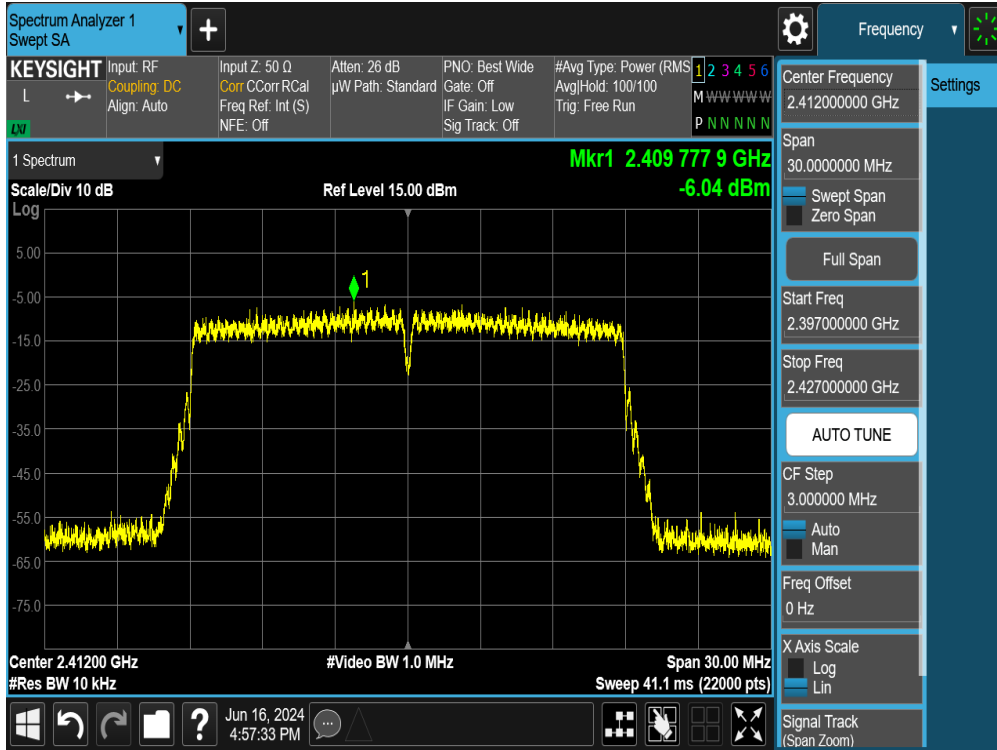 Spectrum Analyzer 1
Swept SA
+
Frequency
KEYSIGHT
L
LXI
Input: RF
Coupling: DC
Align: Auto
Input Z: 50 Ω
Corr CCorr RCal
Freq Ref: Int (S)
NFE: Off
Atten: 26 dB
µW Path: Standard
PNO: Best Wide
Gate: Off
IF Gain: Low
Sig Track: Off
#Avg Type: Power (RMS
Avg|Hold: 100/100
Trig: Free Run
1 2 3 4 5 6
M W W W W W
P N N N N N
1 Spectrum
Mkr1 2.409 777 9 GHz
-6.04 dBm
Scale/Div 10 dB
Ref Level 15.00 dBm
Log
1
5.00
-5.00
-15.0
-25.0
-35.0
-45.0
-55.0
-65.0
-75.0
Center 2.41200 GHz
#Video BW 1.0 MHz
Span 30.00 MHz
#Res BW 10 kHz
Sweep 41.1 ms (22000 pts)
Center Frequency
2.412000000 GHz
Settings
Span
30.0000000 MHz
Swept Span
Zero Span
Full Span
Start Freq
2.397000000 GHz
Stop Freq
2.427000000 GHz
AUTO TUNE
CF Step
3.000000 MHz
Auto
Man
Freq Offset
0 Hz
X Axis Scale
Log
Lin
Signal Track
(Span Zoom)
?
Jun 16, 2024
4:57:33 PM